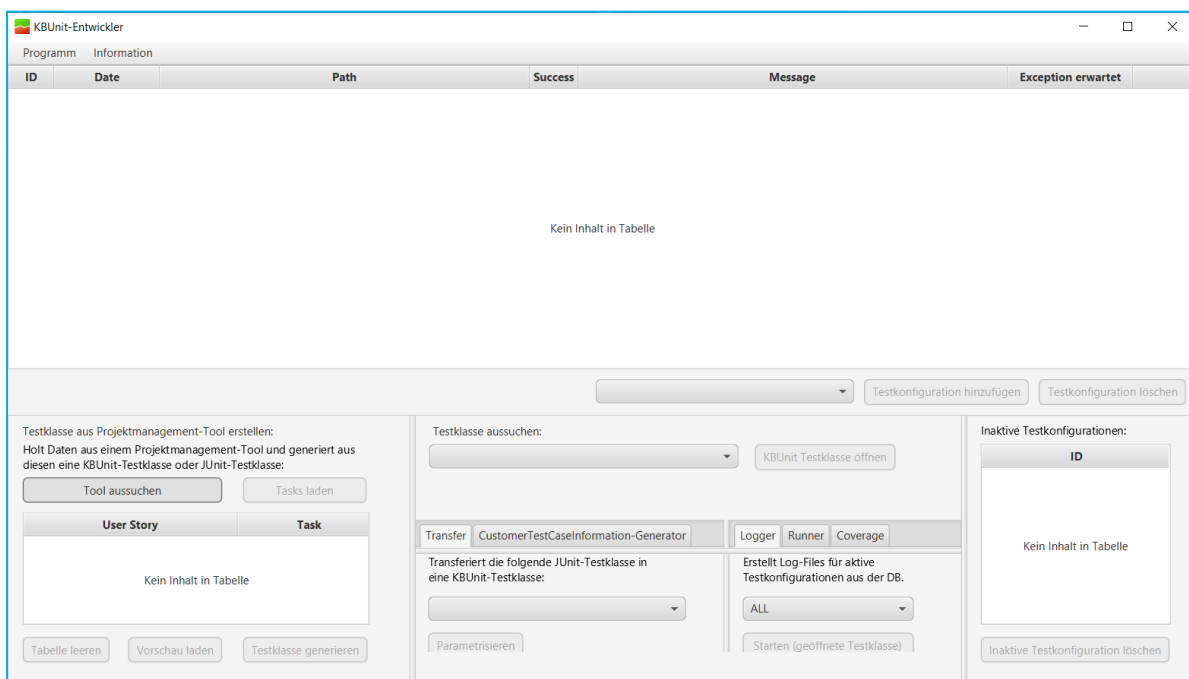 KBUnit-Entwickler
Programm Information
ID Date Path Success Message Exception erwartet
Kein Inhalt in Tabelle
Testkonfiguration hinzufügen Testkonfiguration löschen
Testklasse aus Projektmanagement-Tool erstellen:
Holt Daten aus einem Projektmanagement-Tool und generiert aus
diesen eine KBUnit-Testklasse oder JUnit-Testklasse:
Tool aussuchen Tasks laden
User Story Task
Kein Inhalt in Tabelle
Tabelle leeren Vorschau laden Testklasse generieren
Testklasse aussuchen:
KBUnit Testklasse öffnen
Transfer CustomerTestCaseInformation-Generator
Transferiert die folgende JUnit-Testklasse in
eine KBUnit-Testklasse:
Parametrisieren
Logger Runner Coverage
Erstellt Log-Files für aktive
Testkonfigurationen aus der DB.
ALL
Starten (geöffnete Testklasse)
Inaktive Testkonfigurationen:
ID
Kein Inhalt in Tabelle
Inaktive Testkonfiguration löschen